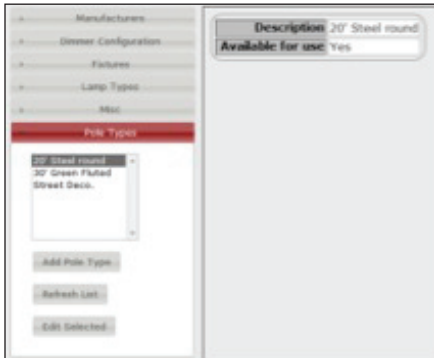 Manufacturers
Dimmer Configuration
Fixtures
Lamp Types
Misc
Pole Types
20' Steel round
30' Green Fluted
Street Deco.
Add Pole Type
Refresh List
Edit Selected
Description 20' Steel round
Available for use Yes